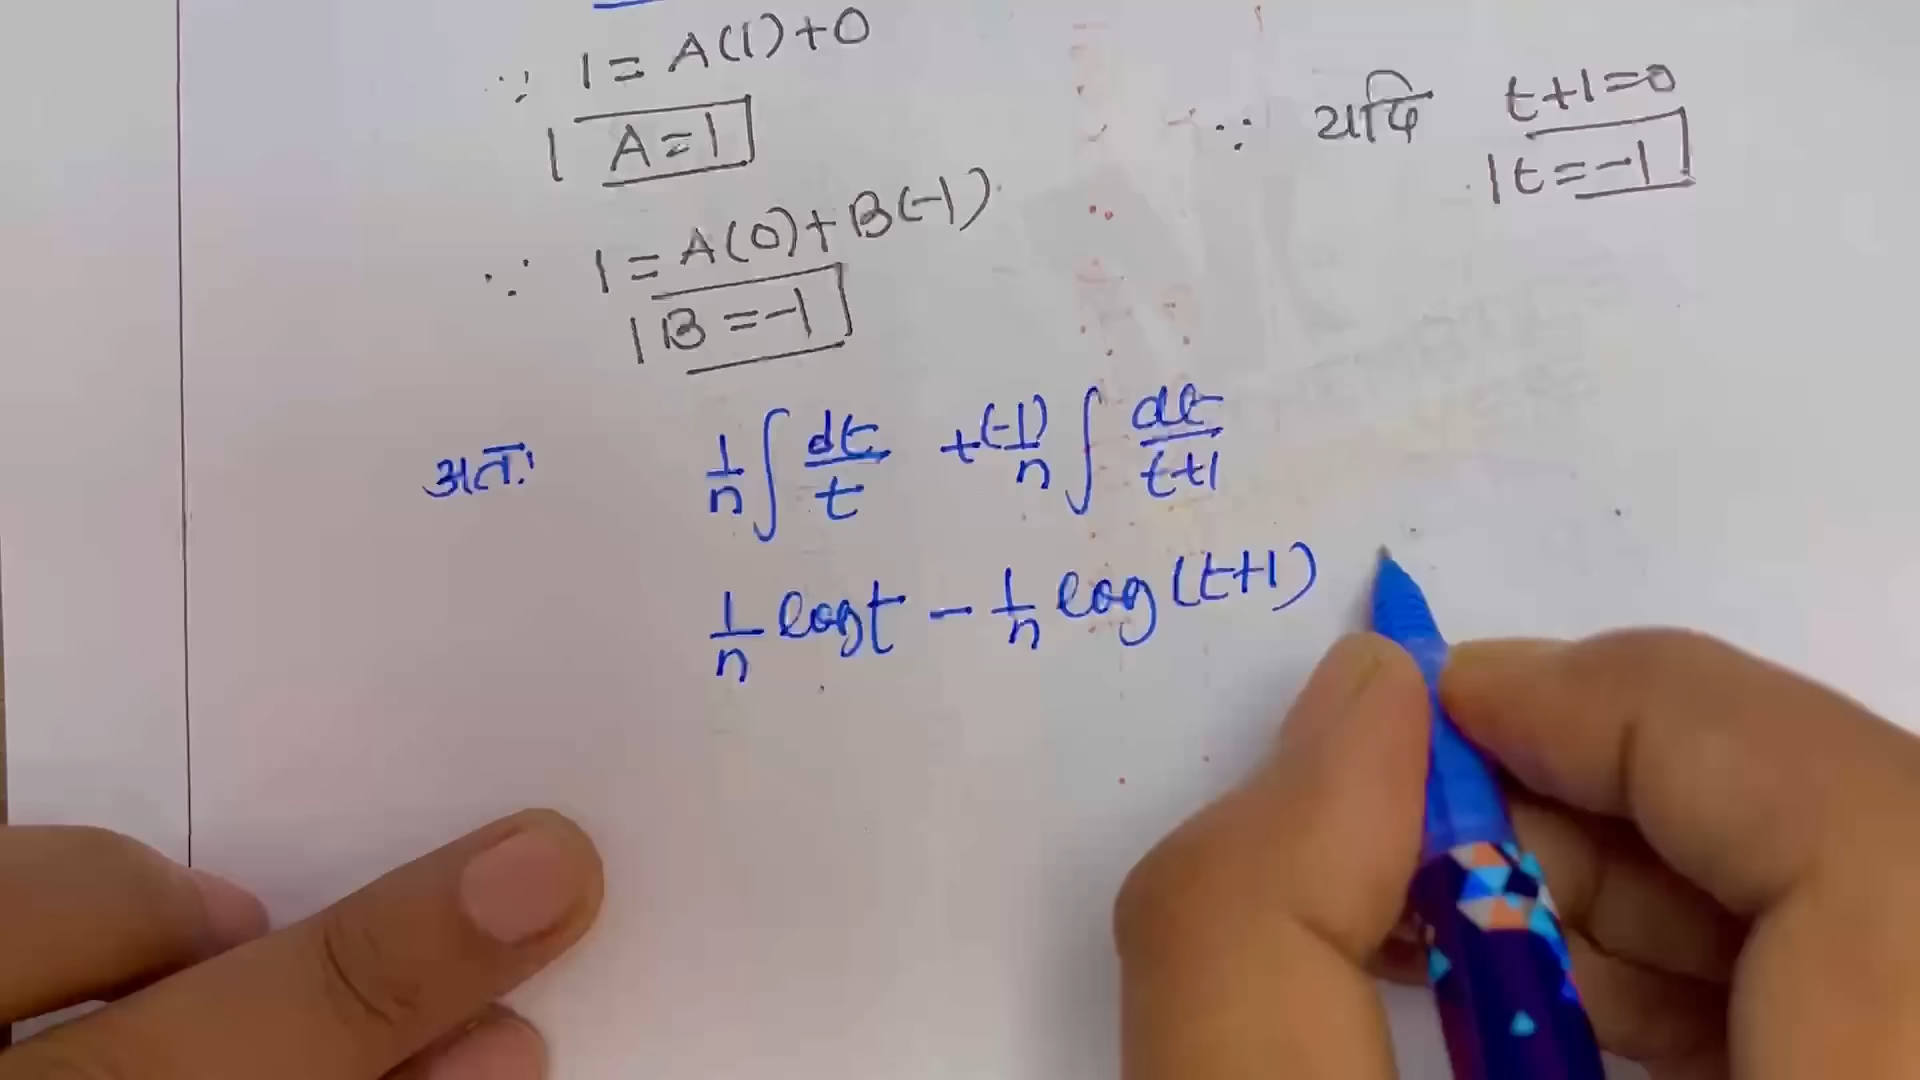 ∵ 1 = A(1)+0
A=1
∵ यदि t+1=0
t=-1
∵ 1 = A(0)+B(-1)
B=-1
अतः 1/n ∫ dt/t +(-1)/n ∫ dt/t+1
1/n logt - 1/n log(t+1)